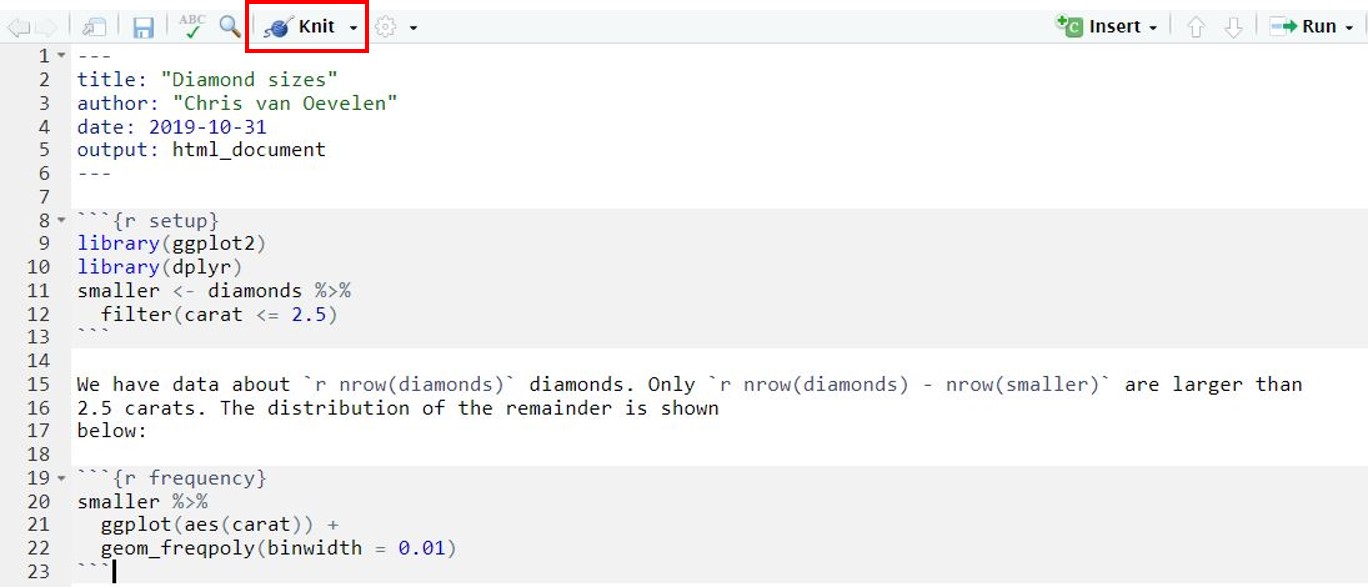 ABC Knit Insert Run
1 ---
2 title: "Diamond sizes"
3 author: "Chris van Oevelen"
4 date: 2019-10-31
5 output: html_document
6 ---
7
8 ```{r setup}
9 library(ggplot2)
10 library(dplyr)
11 smaller <- diamonds %>%
12   filter(carat <= 2.5)
13 ```
14
15 We have data about `r nrow(diamonds)` diamonds. Only `r nrow(diamonds) - nrow(smaller)` are larger than
16 2.5 carats. The distribution of the remainder is shown
17 below:
18
19 ```{r frequency}
20 smaller %>%
21   ggplot(aes(carat)) +
22   geom_freqpoly(binwidth = 0.01)
23 ```